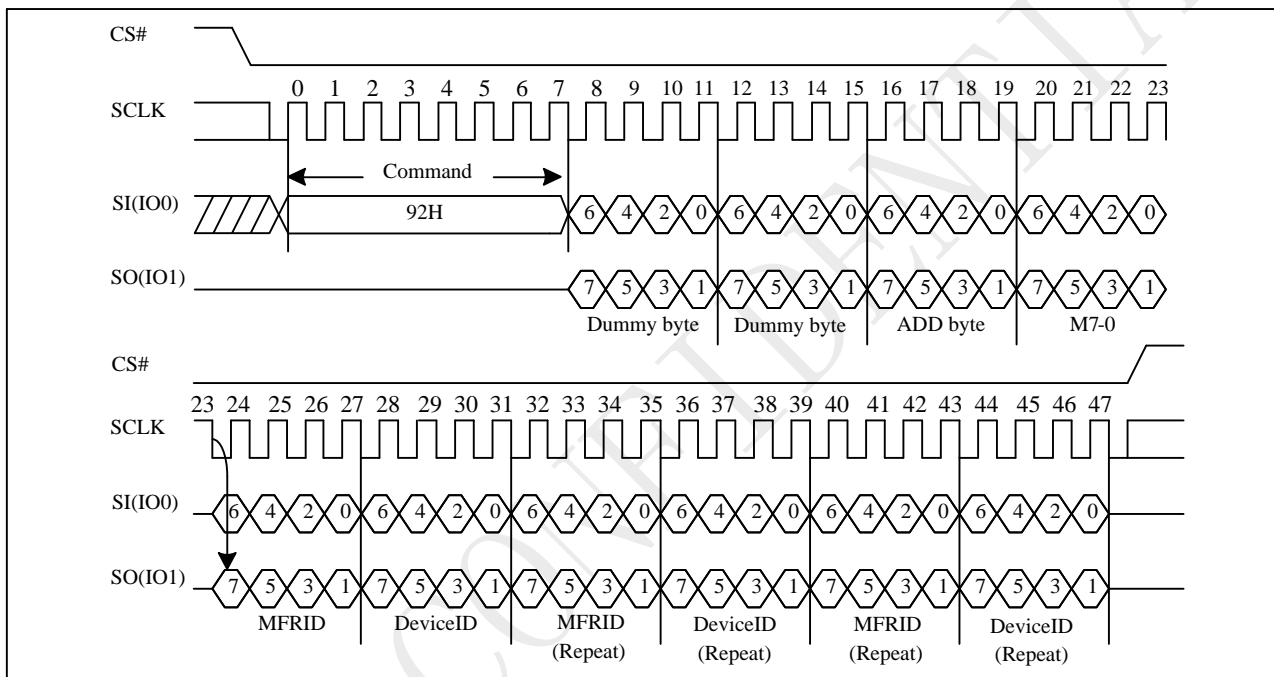 CS#
0 1 2 3 4 5 6 7 8 9 10 11 12 13 14 15 16 17 18 19 20 21 22 23
SCLK
Command
SI(IO0)
92H 6 4 2 0 6 4 2 0 6 4 2 0 6 4 2 0
SO(IO1)
7 5 3 1 7 5 3 1 7 5 3 1 7 5 3 1
Dummy byte Dummy byte ADD byte M7-0
CS#
23 24 25 26 27 28 29 30 31 32 33 34 35 36 37 38 39 40 41 42 43 44 45 46 47
SCLK
SI(IO0)
6 4 2 0 6 4 2 0 6 4 2 0 6 4 2 0 6 4 2 0 6 4 2 0
SO(IO1)
7 5 3 1 7 5 3 1 7 5 3 1 7 5 3 1 7 5 3 1 7 5 3 1
MFRID DeviceID MFRID DeviceID MFRID DeviceID
(Repeat) (Repeat) (Repeat) (Repeat)
CONFIDENTIA